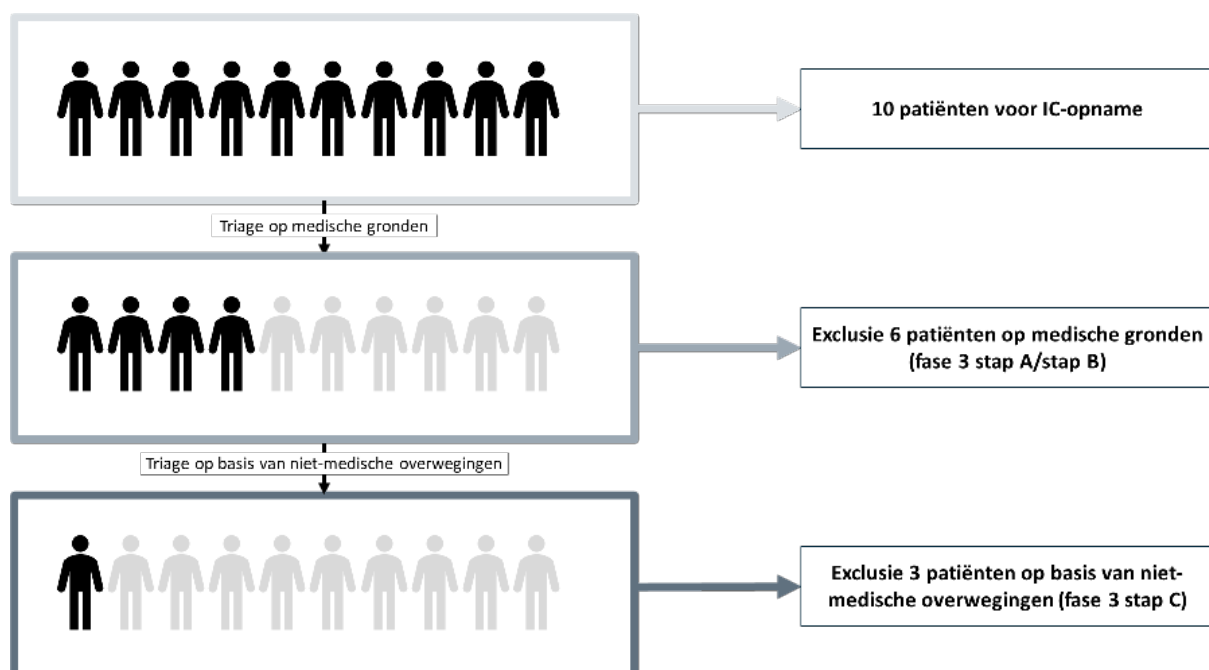 10 patiënten voor IC-opname
Triage op medische gronden
Exclusie 6 patiënten op medische gronden
(fase 3 stap A/stap B)
Triage op basis van niet-medische overwegingen
Exclusie 3 patiënten op basis van niet-
medische overwegingen (fase 3 stap C)